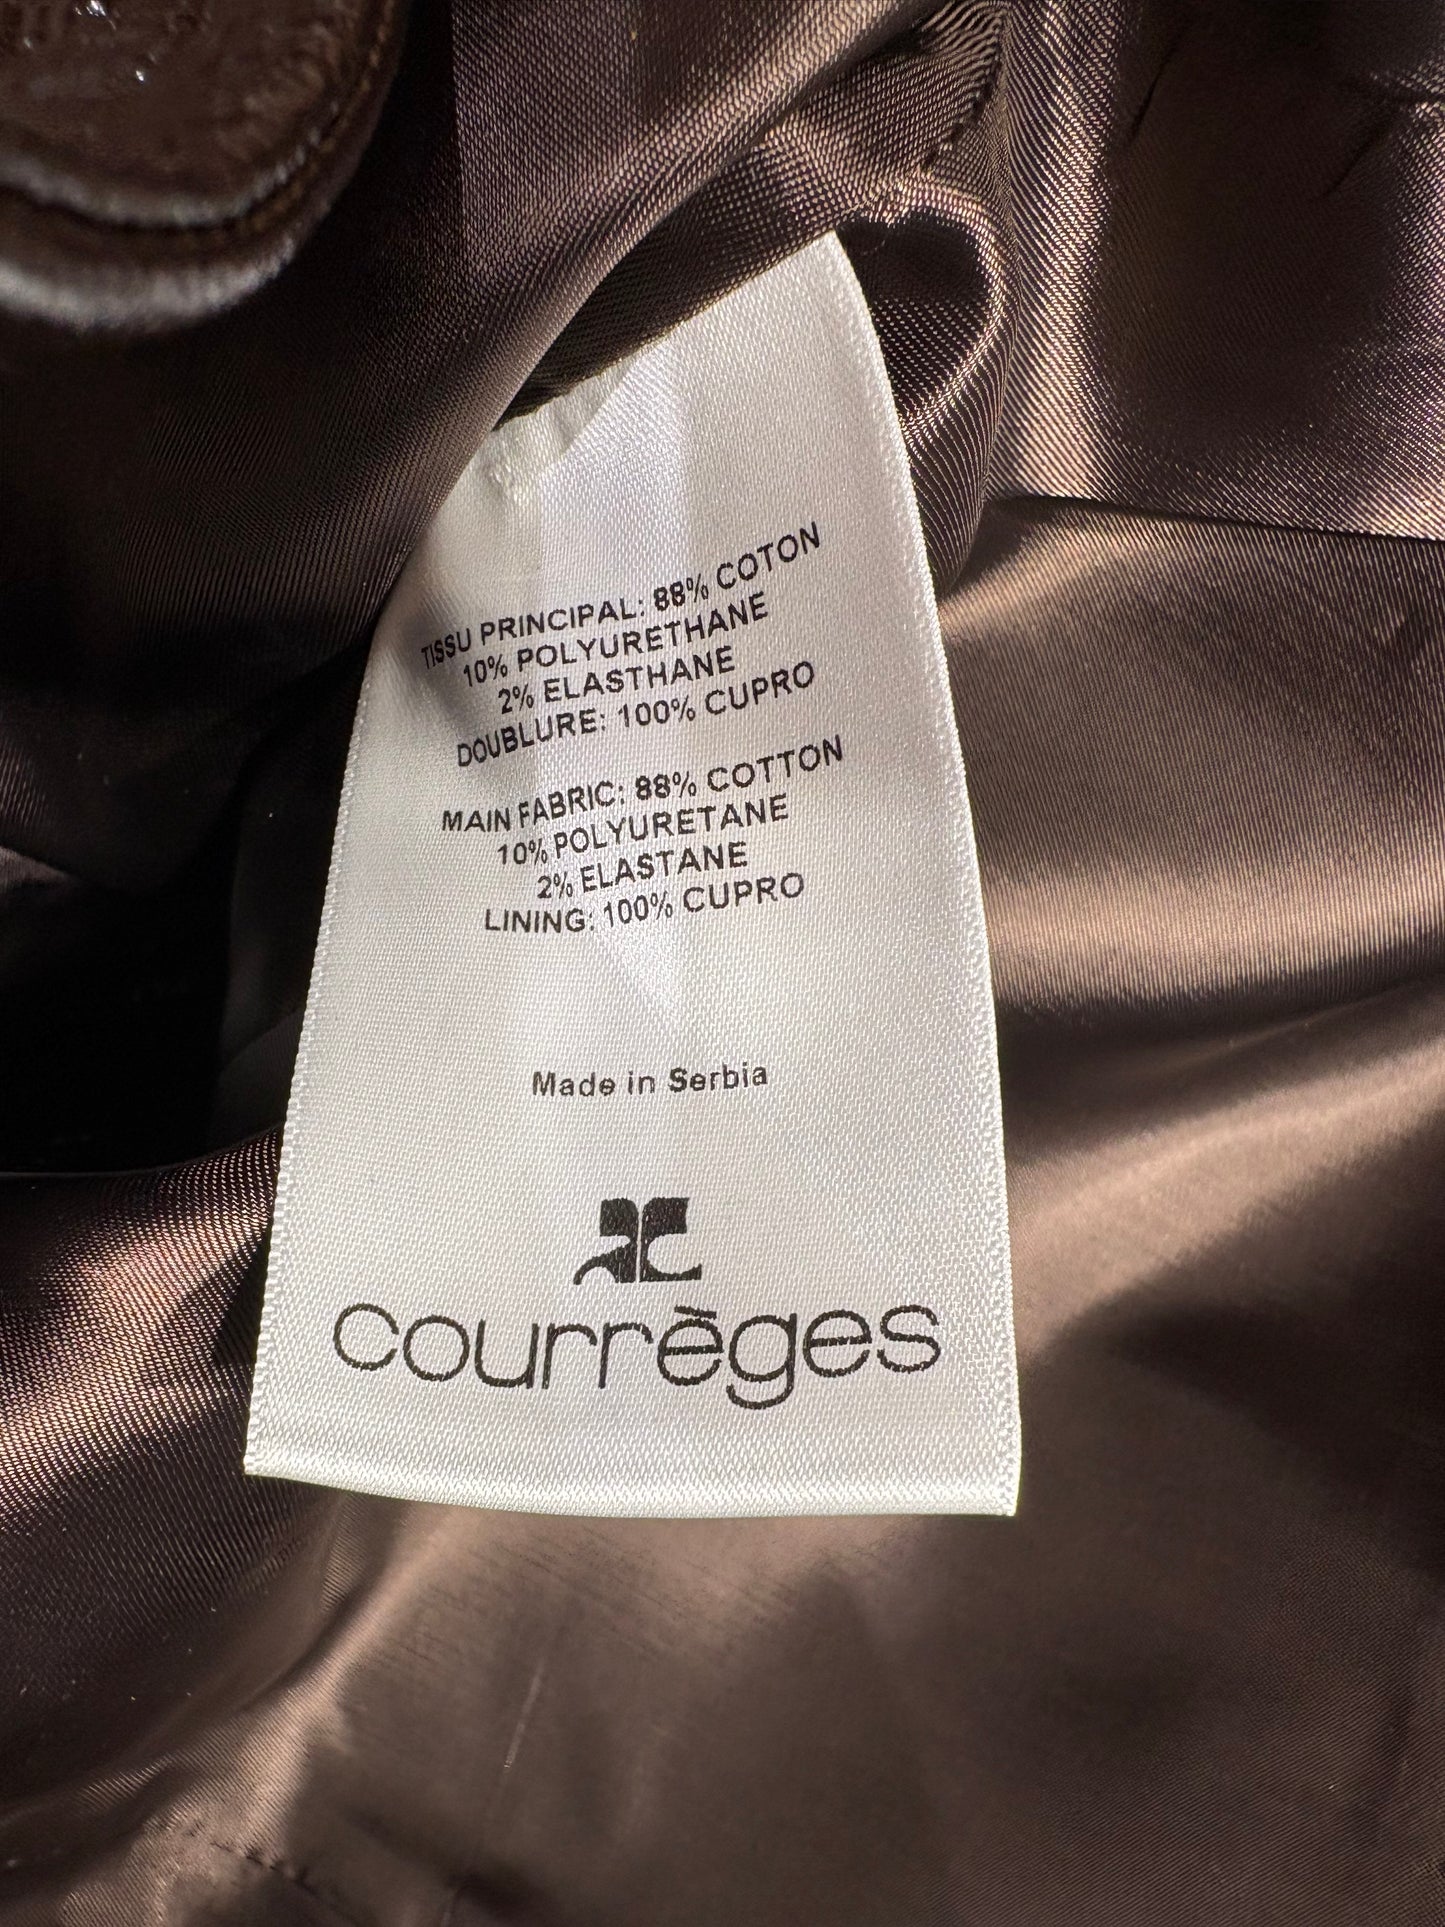 TISSU PRINCIPAL: 88% COTON
10% POLYURETHANE
2% ELASTHANE
DOUBLURE: 100% CUPRO
MAIN FABRIC: 88% COTTON
10% POLYURETANE
2% ELASTANE
LINING: 100% CUPRO
Made in Serbia
AC
courrèges